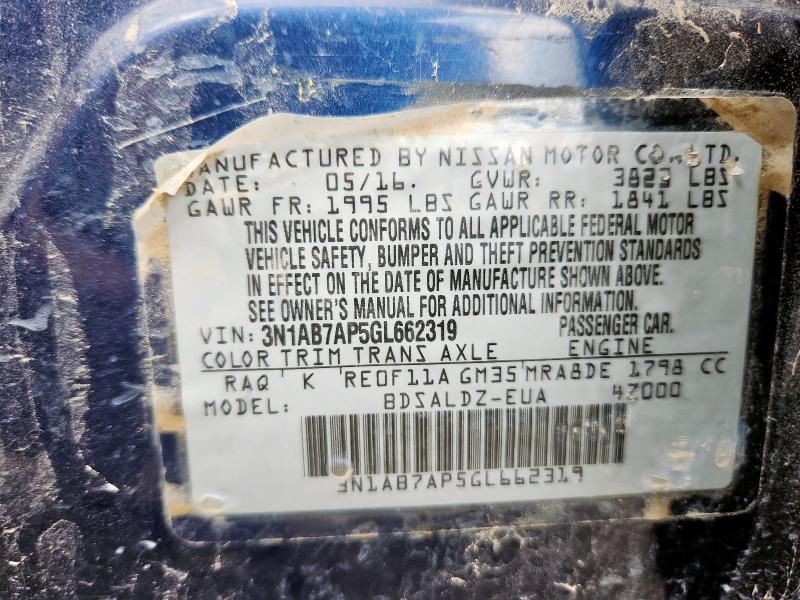 MANUFACTURED BY NISSAN MOTOR CO., LTD.
DATE: 05/16. GVWR: 3823 LBS
GAWR FR: 1995 LBS GAWR RR: 1841 LBS
THIS VEHICLE CONFORMS TO ALL APPLICABLE FEDERAL MOTOR
VEHICLE SAFETY, BUMPER AND THEFT PREVENTION STANDARDS
IN EFFECT ON THE DATE OF MANUFACTURE SHOWN ABOVE.
SEE OWNER'S MANUAL FOR ADDITIONAL INFORMATION.
VIN: 3N1AB7AP5GL662319 PASSENGER CAR.
COLOR TRIM TRANS AXLE ENGINE
RAQ K RE0F11A GM35 MRA8DE 1798 CC
MODEL: BDSALDZ-EUA 4Z000
3N1AB7AP5GL662319